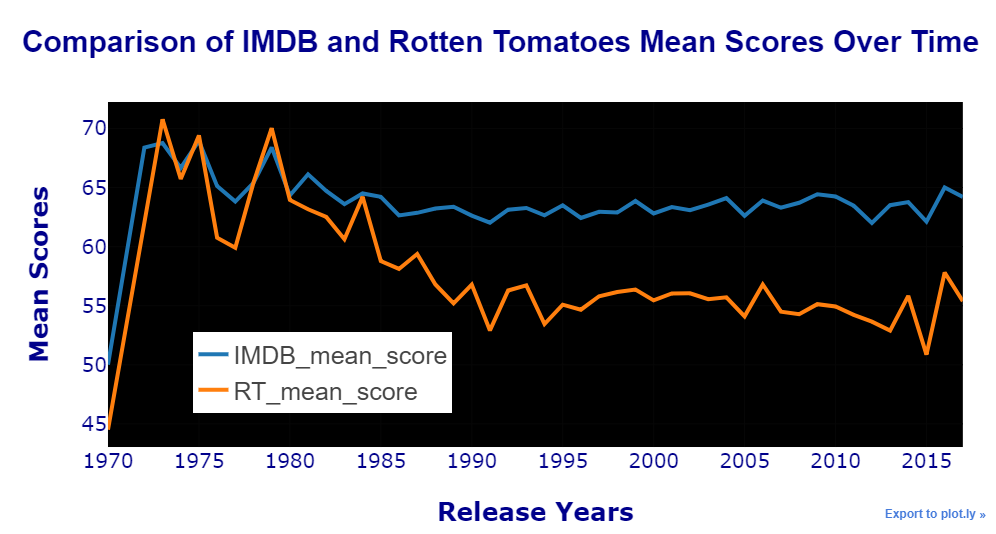 Comparison of IMDB and Rotten Tomatoes Mean Scores Over Time
Mean Scores
70
65
60
55
50
45
IMDB_mean_score
RT_mean_score
1970 1975 1980 1985 1990 1995 2000 2005 2010 2015
Release Years
Export to plot.ly »